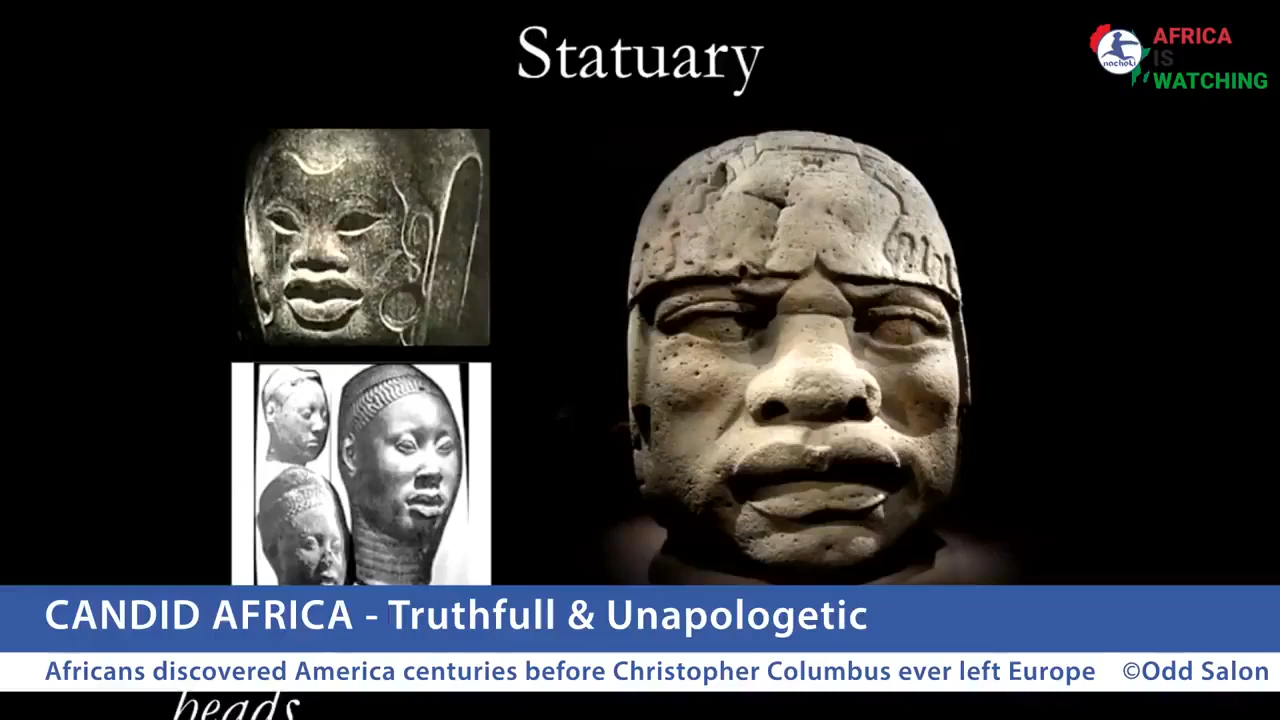 Statuary
AFRICA
IS
WATCHING
nachoki
CANDID AFRICA - Truthfull & Unapologetic
Africans discovered America centuries before Christopher Columbus ever left Europe ©Odd Salon
heads